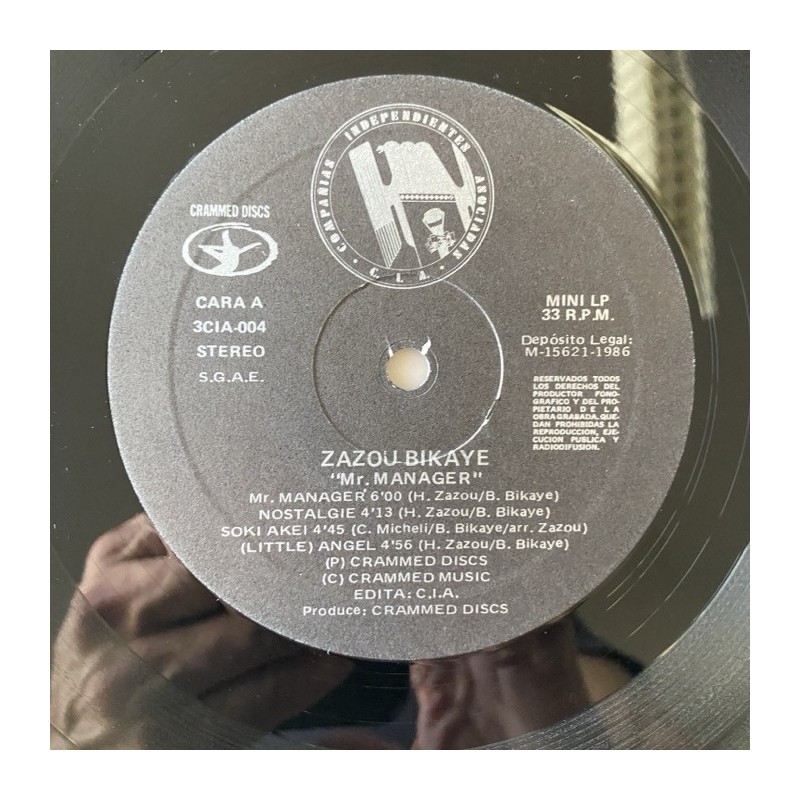 COMPAÑIAS INDEPENDIENTES ASOCIADAS
· C. I. A. ·
CRAMMED DISCS
CARA A
3CIA-004
STEREO
S.G.A.E.
MINI LP
33 R.P.M.
Depósito Legal:
M-15621-1986
RESERVADOS TODOS
LOS DERECHOS DEL
PRODUCTOR FONO-
GRAFICO Y DEL PRO-
PIETARIO DE LA
OBRA GRABADA. QUE-
DAN PROHIBIDAS LA
REPRODUCCION, EJE-
CUCION PUBLICA Y
RADIODIFUSION.
ZAZOU BIKAYE
"Mr. MANAGER"
Mr. MANAGER 6'00 (H. Zazou/B. Bikaye)
NOSTALGIE 4'13 (H. Zazou/B. Bikaye)
SOKI AKEI 4'45 (C. Micheli/B. Bikaye/arr. Zazou)
(LITTLE) ANGEL 4'56 (H. Zazou/B. Bikaye)
(P) CRAMMED DISCS
(C) CRAMMED MUSIC
EDITA: C.I.A.
Produce: CRAMMED DISCS